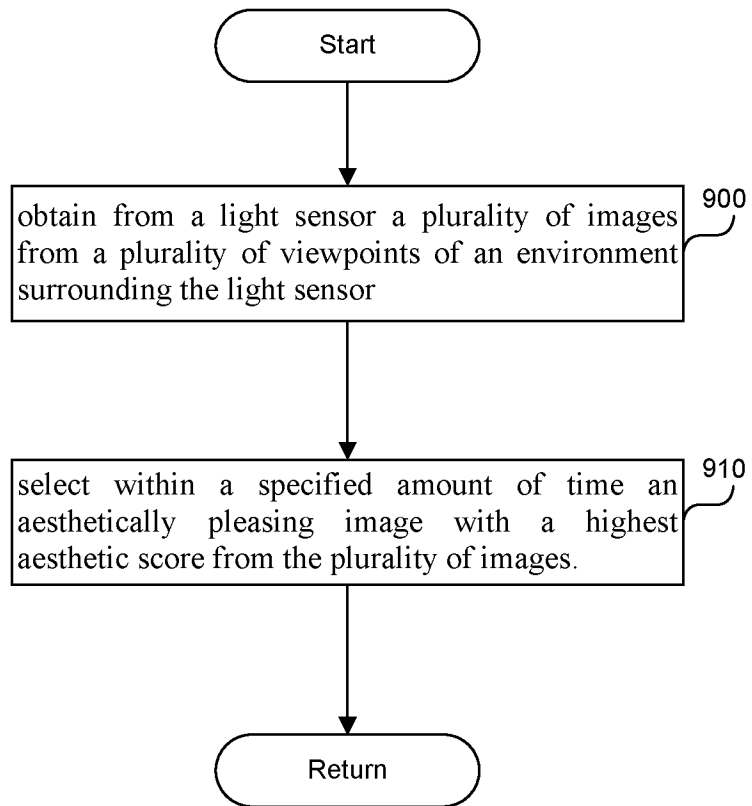 Start
obtain from a light sensor a plurality of images
from a plurality of viewpoints of an environment
surrounding the light sensor
900
select within a specified amount of time an
aesthetically pleasing image with a highest
aesthetic score from the plurality of images.
910
Return